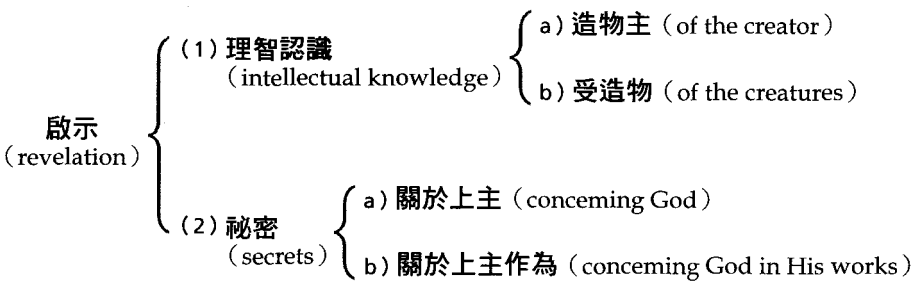 (1) 理智認識
(intellectual knowledge)
a) 造物主 (of the creator)
b) 受造物 (of the creatures)
啟示
(revelation)
(2) 祕密
(secrets)
a) 關於上主 (conceming God)
b) 關於上主作為 (conceming God in His works)